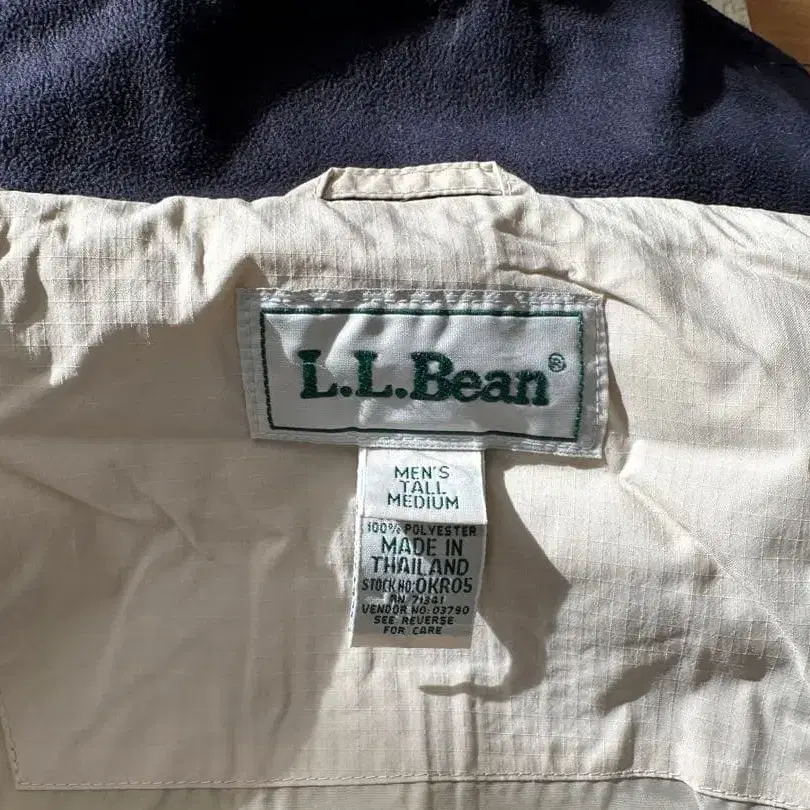 L.L.Bean®
MEN'S
TALL
MEDIUM
100% POLYESTER
MADE IN
THAILAND
STOCK NO: 0KR05
RN 71341
VENDOR NO: 03790
SEE REVERSE
FOR CARE